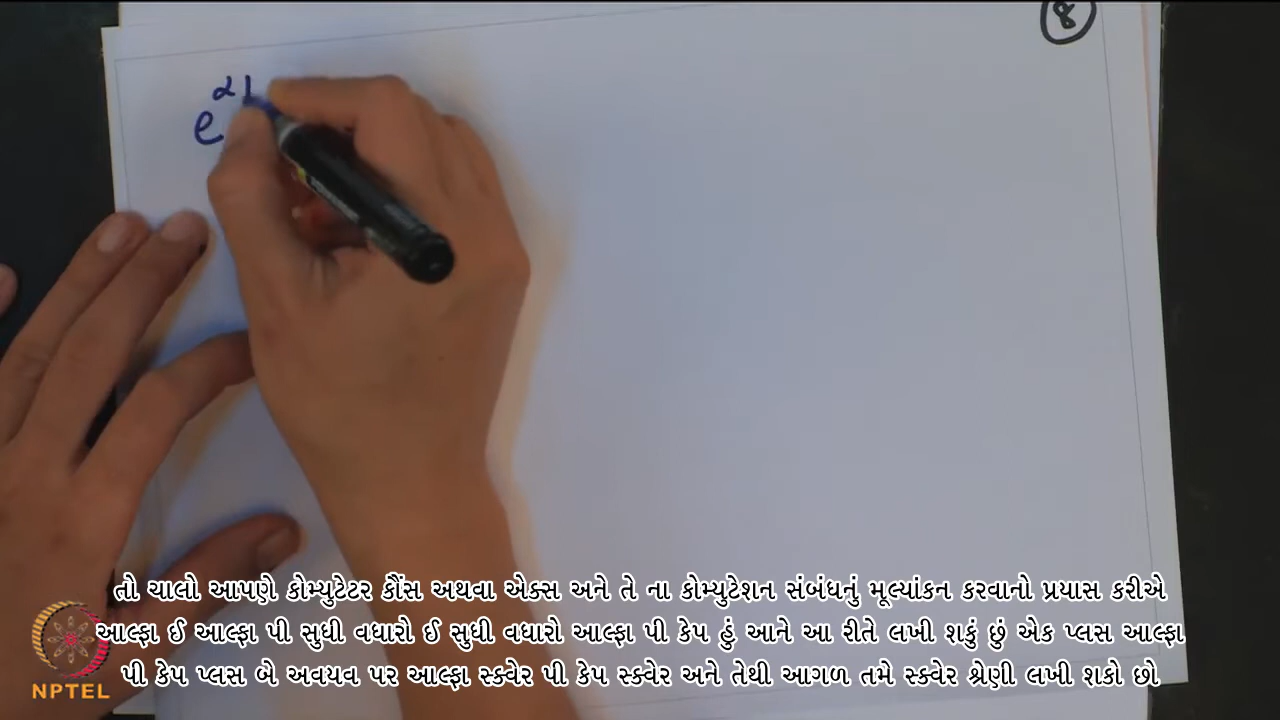 8
e^α
તો ચાલો આપણે કોમ્યુટેટર કૌંસ અથવા એક્સ અને તે ના કોમ્યુટેશન સંબંધનું મૂલ્યાંકન કરવાનો પ્રયાસ કરીએ
આલ્ફા ઈ આલ્ફા પી સુધી વધારો ઈ સુધી વધારો આલ્ફા પી કેપ હું આને આ રીતે લખી શકું છું એક પ્લસ આલ્ફા
પી કેપ પ્લસ બે અવયવ પર આલ્ફા સ્ક્વેર પી કેપ સ્ક્વેર અને તેથી આગળ તમે સ્ક્વેર શ્રેણી લખી શકો છો
NPTEL